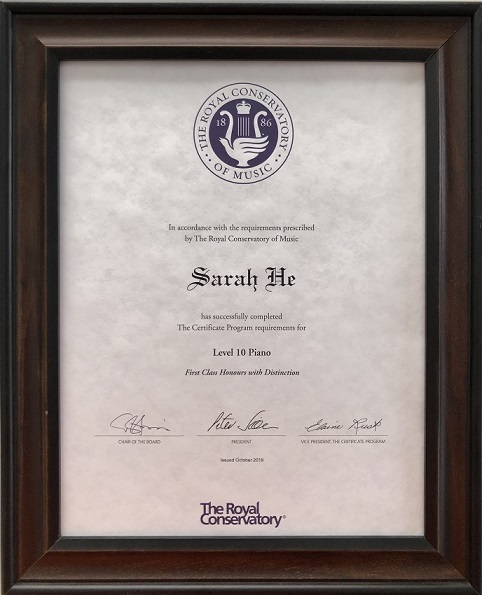 THE ROYAL CONSERVATORY
18 86
OF MUSIC
In accordance with the requirements prescribed
by The Royal Conservatory of Music
Sarah He
has successfully completed
The Certificate Program requirements for
Level 10 Piano
First Class Honours with Distinction
CHAIR OF THE BOARD PRESIDENT VICE PRESIDENT, THE CERTIFICATE PROGRAM
Issued October 2016
The Royal
Conservatory®